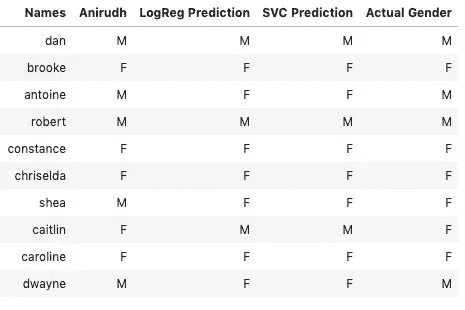 Names Anirudh LogReg Prediction SVC Prediction Actual Gender
dan M M M M
brooke F F F F
antoine M F F M
robert M M M M
constance F F F F
chriselda F F F F
shea M F F F
caitlin F M M F
caroline F F F F
dwayne M F F M